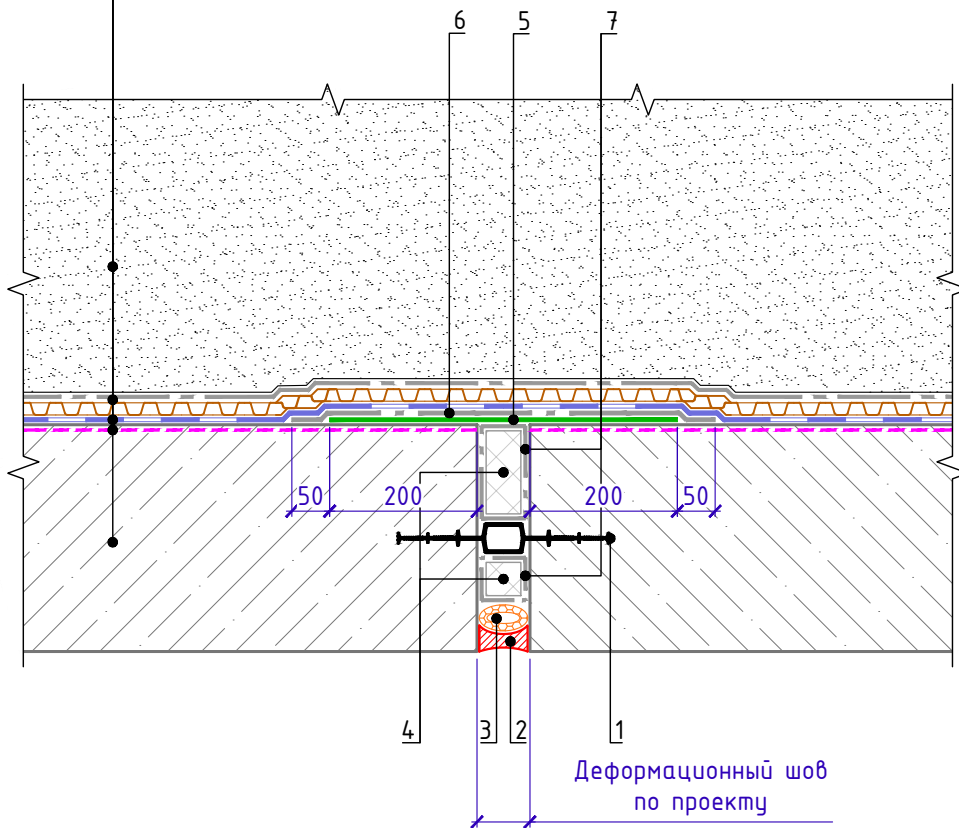 6 5 7
50 200 200 50
4 3 2 1
Деформационный шов
по проекту